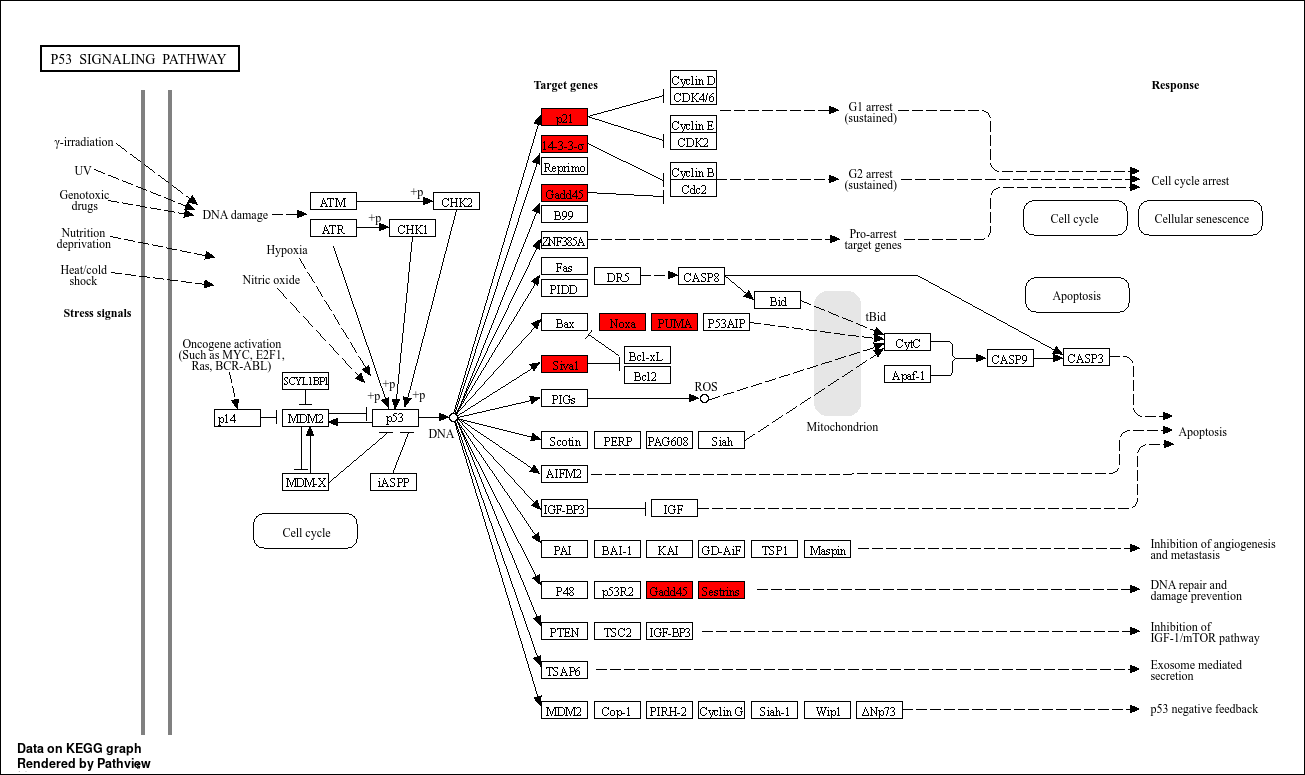 P53 SIGNALING PATHWAY
Target genes
Response
γ-irradiation
UV
Genotoxic
drugs
Nutrition
deprivation
Heat/cold
shock
Stress signals
DNA damage
ATM
+p
CHK2
ATR
+p
CHK1
Hypoxia
Nitric oxide
Oncogene activation
(Such as MYC, E2F1,
Ras, BCR-ABL)
SCYL1BP1
+p
+p
+p
p14
MDM2
p53
DNA
MDM-X
iASPP
Cell cycle
p21
Cyclin D
CDK4/6
Cyclin E
CDK2
G1 arrest
(sustained)
14-3-3-σ
Reprimo
Gadd45
B99
Cyclin B
Cdc2
G2 arrest
(sustained)
Cell cycle arrest
Cell cycle
Cellular senescence
ZNF385A
Pro-arrest
target genes
Fas
PIDD
DR5
CASP8
Bid
tBid
Apoptosis
Bax
Noxa
PUMA
P53AIP
Bcl-xL
Bcl2
Siva1
CytC
Apaf-1
CASP9
CASP3
PIGs
ROS
Mitochondrion
Scotin
PERP
PAG608
Siah
Apoptosis
AIFM2
IGF-BP3
IGF
PAI
BAI-1
KAI
GD-AiF
TSP1
Maspin
Inhibition of angiogenesis
and metastasis
P48
p53R2
Gadd45
Sestrins
DNA repair and
damage prevention
PTEN
TSC2
IGF-BP3
Inhibition of
IGF-1/mTOR pathway
TSAP6
Exosome mediated
secretion
MDM2
Cop-1
PIRH-2
Cyclin G
Siah-1
Wip1
ΔNp73
p53 negative feedback
Data on KEGG graph
Rendered by Pathview